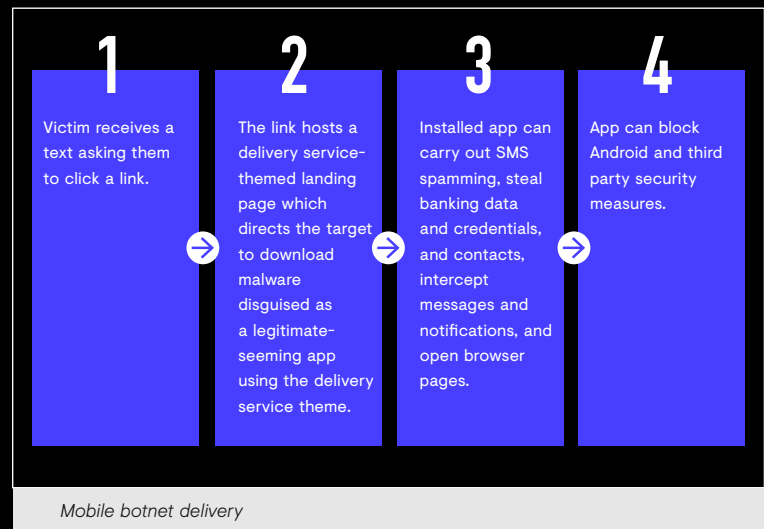 1
Victim receives a
text asking them
to click a link.
2
The link hosts a
delivery service-
themed landing
page which
directs the target
to download
malware
disguised as
a legitimate-
seeming app
using the delivery
service theme.
3
Installed app can
carry out SMS
spamming, steal
banking data
and credentials,
and contacts,
intercept
messages and
notifications, and
open browser
pages.
4
App can block
Android and third
party security
measures.
Mobile botnet delivery